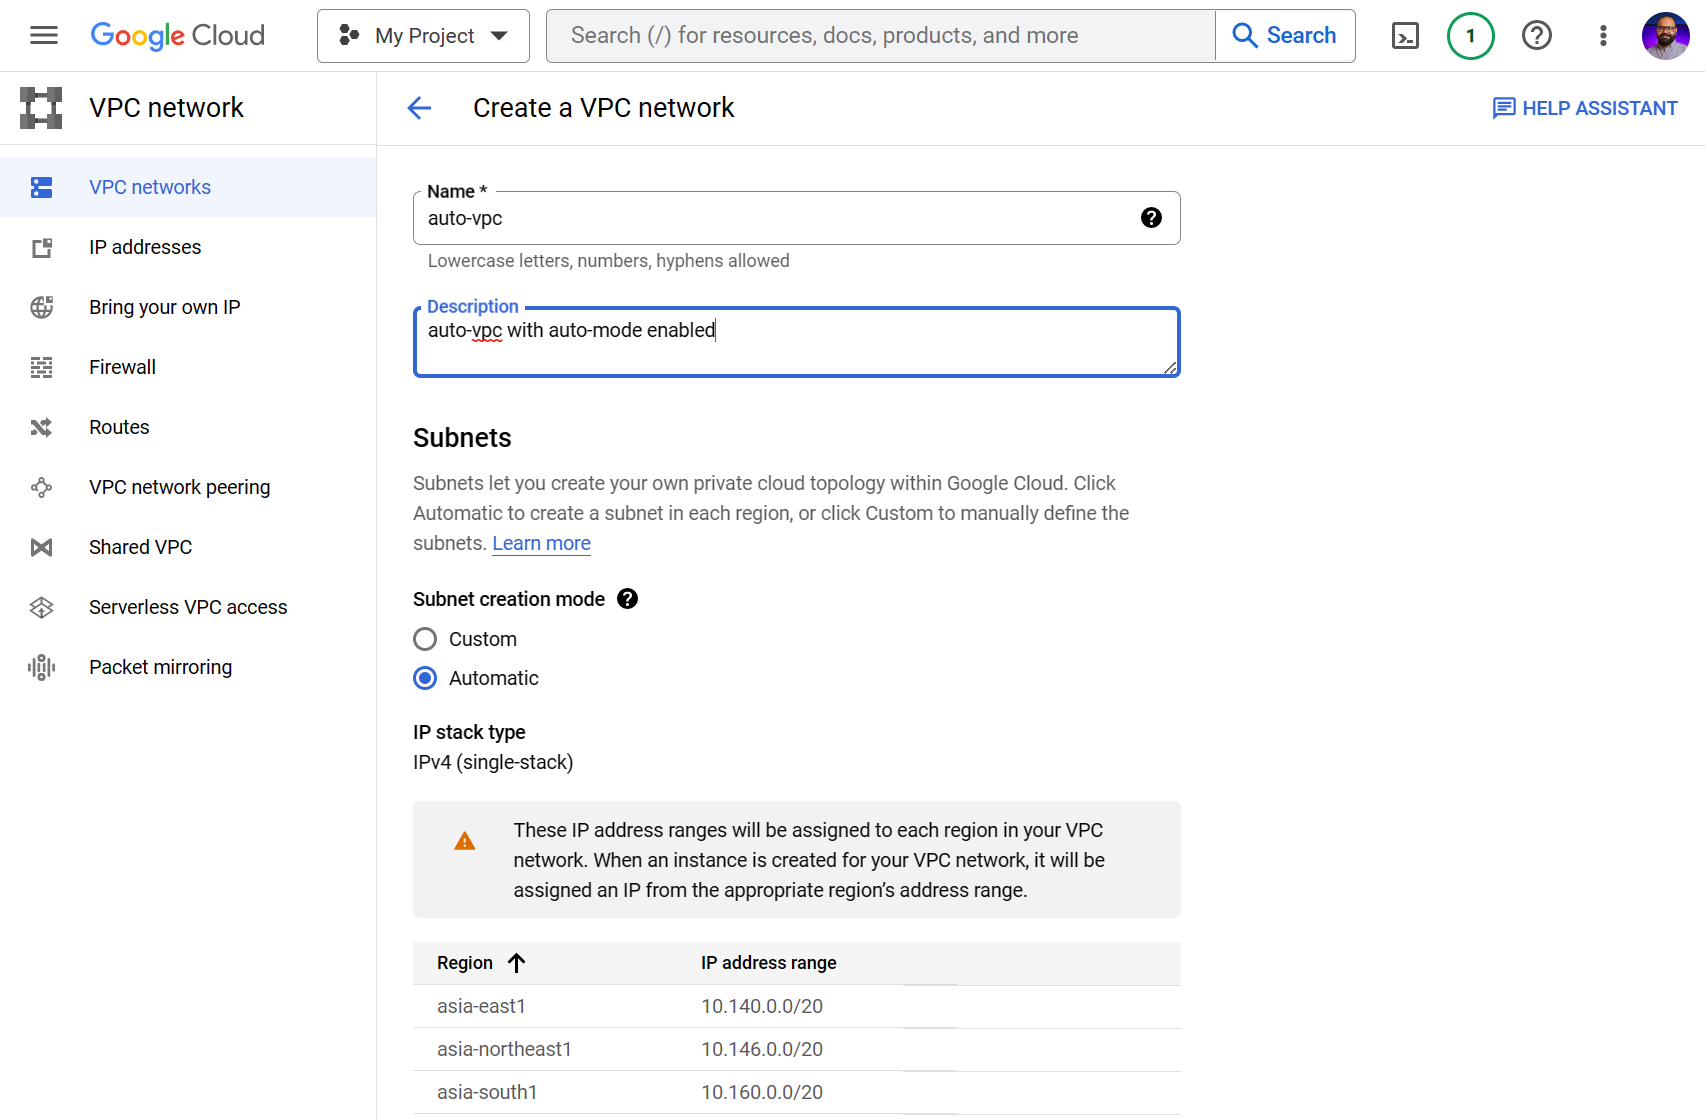 Google Cloud
My Project
Search (/) for resources, docs, products, and more
Search
1
VPC network
Create a VPC network
HELP ASSISTANT
VPC networks
IP addresses
Bring your own IP
Firewall
Routes
VPC network peering
Shared VPC
Serverless VPC access
Packet mirroring
Name *
auto-vpc
Lowercase letters, numbers, hyphens allowed
Description
auto-vpc with auto-mode enabled
Subnets
Subnets let you create your own private cloud topology within Google Cloud. Click
Automatic to create a subnet in each region, or click Custom to manually define the
subnets. Learn more
Subnet creation mode
Custom
Automatic
IP stack type
IPv4 (single-stack)
These IP address ranges will be assigned to each region in your VPC
network. When an instance is created for your VPC network, it will be
assigned an IP from the appropriate region’s address range.
Region IP address range
asia-east1 10.140.0.0/20
asia-northeast1 10.146.0.0/20
asia-south1 10.160.0.0/20